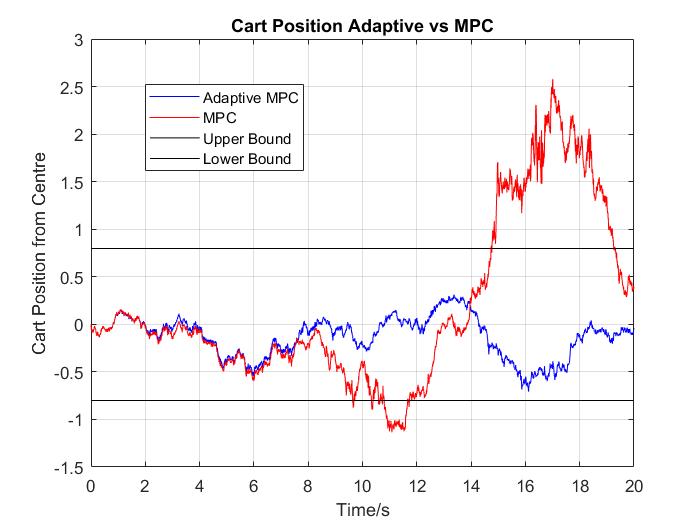 Cart Position Adaptive vs MPC
3
2.5
2
1.5
1
0.5
0
-0.5
-1
-1.5
Cart Position from Centre
Adaptive MPC
MPC
Upper Bound
Lower Bound
0 2 4 6 8 10 12 14 16 18 20
Time/s